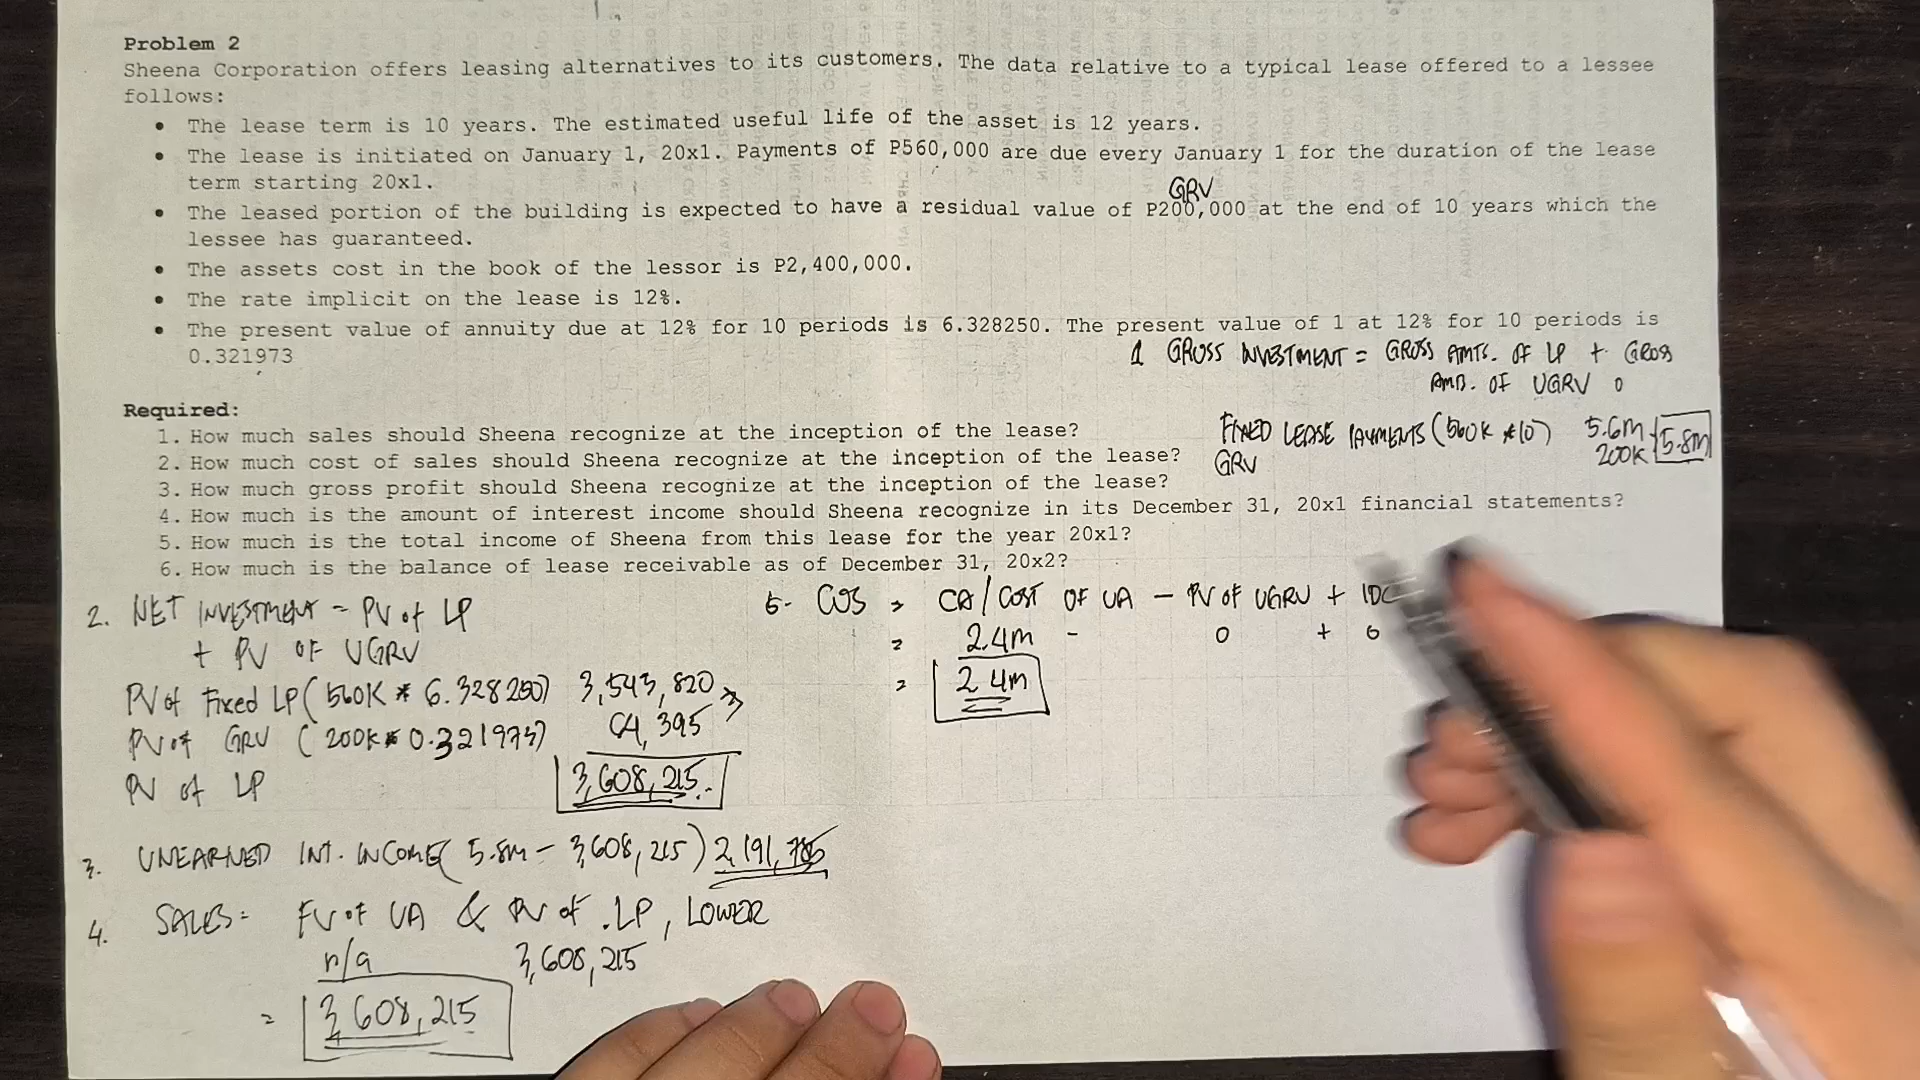 Problem 2
Sheena Corporation offers leasing alternatives to its customers. The data relative to a typical lease offered to a lessee
follows:
• The lease term is 10 years. The estimated useful life of the asset is 12 years.
• The lease is initiated on January 1, 20x1. Payments of P560,000 are due every January 1 for the duration of the lease
term starting 20x1.
GRV
• The leased portion of the building is expected to have a residual value of P200,000 at the end of 10 years which the
lessee has guaranteed.
• The assets cost in the book of the lessor is P2,400,000.
• The rate implicit on the lease is 12%.
• The present value of annuity due at 12% for 10 periods is 6.328250. The present value of 1 at 12% for 10 periods is
0.321973
1 GROSS INVESTMENT = GROSS AMTS. OF LP + GROSS
AMB. OF UGRV 0
Required:
1. How much sales should Sheena recognize at the inception of the lease?
FIXED LEASE PAYMENTS (560K * 10) 5.6m
2. How much cost of sales should Sheena recognize at the inception of the lease?
GRV 200K 5.8m
3. How much gross profit should Sheena recognize at the inception of the lease?
4. How much is the amount of interest income should Sheena recognize in its December 31, 20x1 financial statements?
5. How much is the total income of Sheena from this lease for the year 20x1?
6. How much is the balance of lease receivable as of December 31, 20x2?
2. NET INVESTMENT = PV of LP
+ PV OF UGRV
PV of Fixed LP (560K * 6.328250) 3,543,820
PV of GRV (200K * 0.321973) 64,395
PV of LP 3,608,215
3. UNEARNED INT. INCOME (5.8m - 3,608,215) 2,191,785
4. SALES = FV of UA & PV of LP, LOWER
n/a 3,608,215
= 3,608,215
5. COS = CA/COST OF UA - PV OF UGRV + IDC
= 2.4m - 0 + 0
= 2.4m